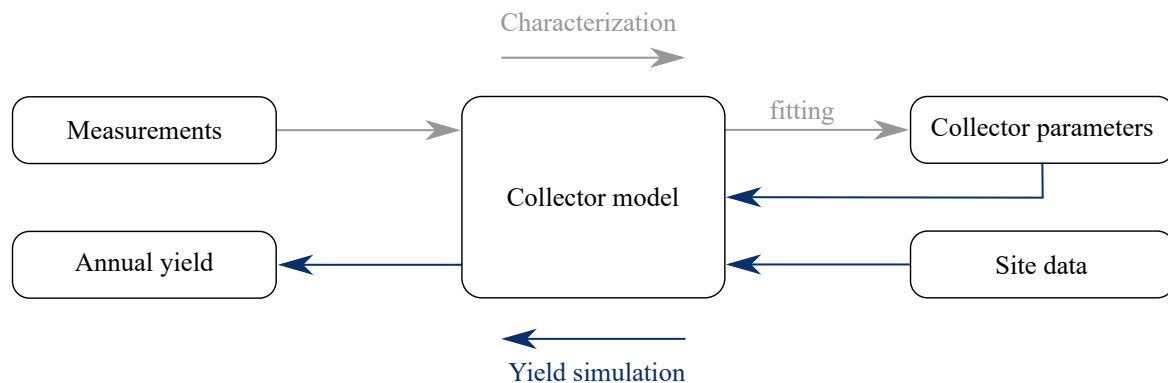 Characterization
Measurements
fitting
Collector parameters
Collector model
Annual yield
Site data
Yield simulation